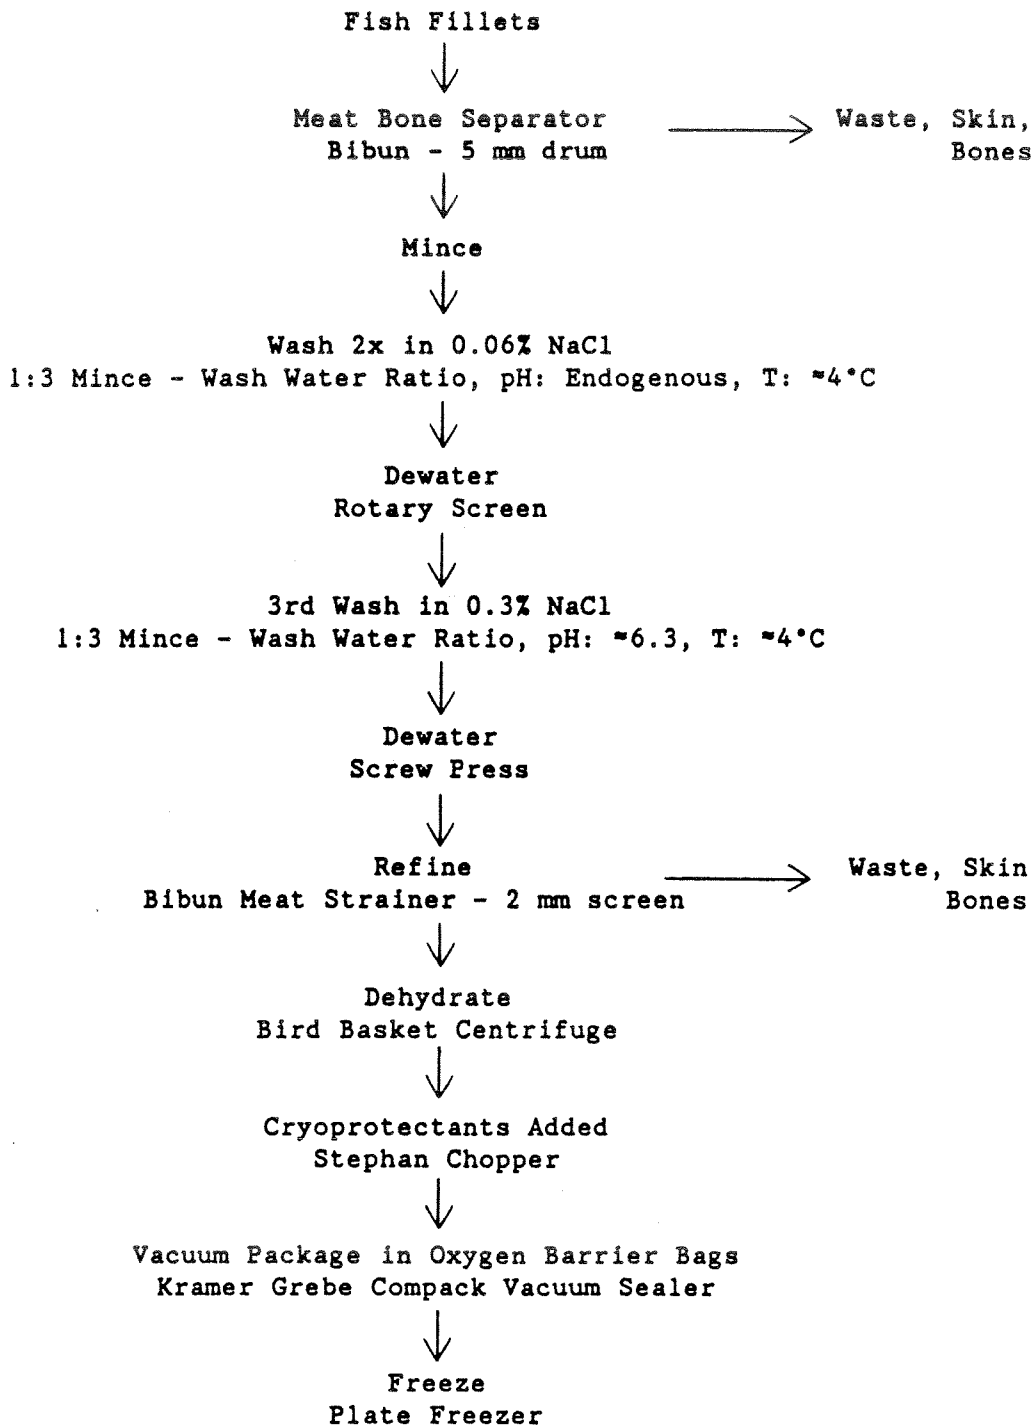 Fish Fillets
Meat Bone Separator
Bibun - 5 mm drum
Waste, Skin,
Bones
Mince
Wash 2x in 0.06% NaCl
1:3 Mince - Wash Water Ratio, pH: Endogenous, T: ≈4°C
Dewater
Rotary Screen
3rd Wash in 0.3% NaCl
1:3 Mince - Wash Water Ratio, pH: ≈6.3, T: ≈4°C
Dewater
Screw Press
Refine
Bibun Meat Strainer - 2 mm screen
Waste, Skin
Bones
Dehydrate
Bird Basket Centrifuge
Cryoprotectants Added
Stephan Chopper
Vacuum Package in Oxygen Barrier Bags
Kramer Grebe Compack Vacuum Sealer
Freeze
Plate Freezer